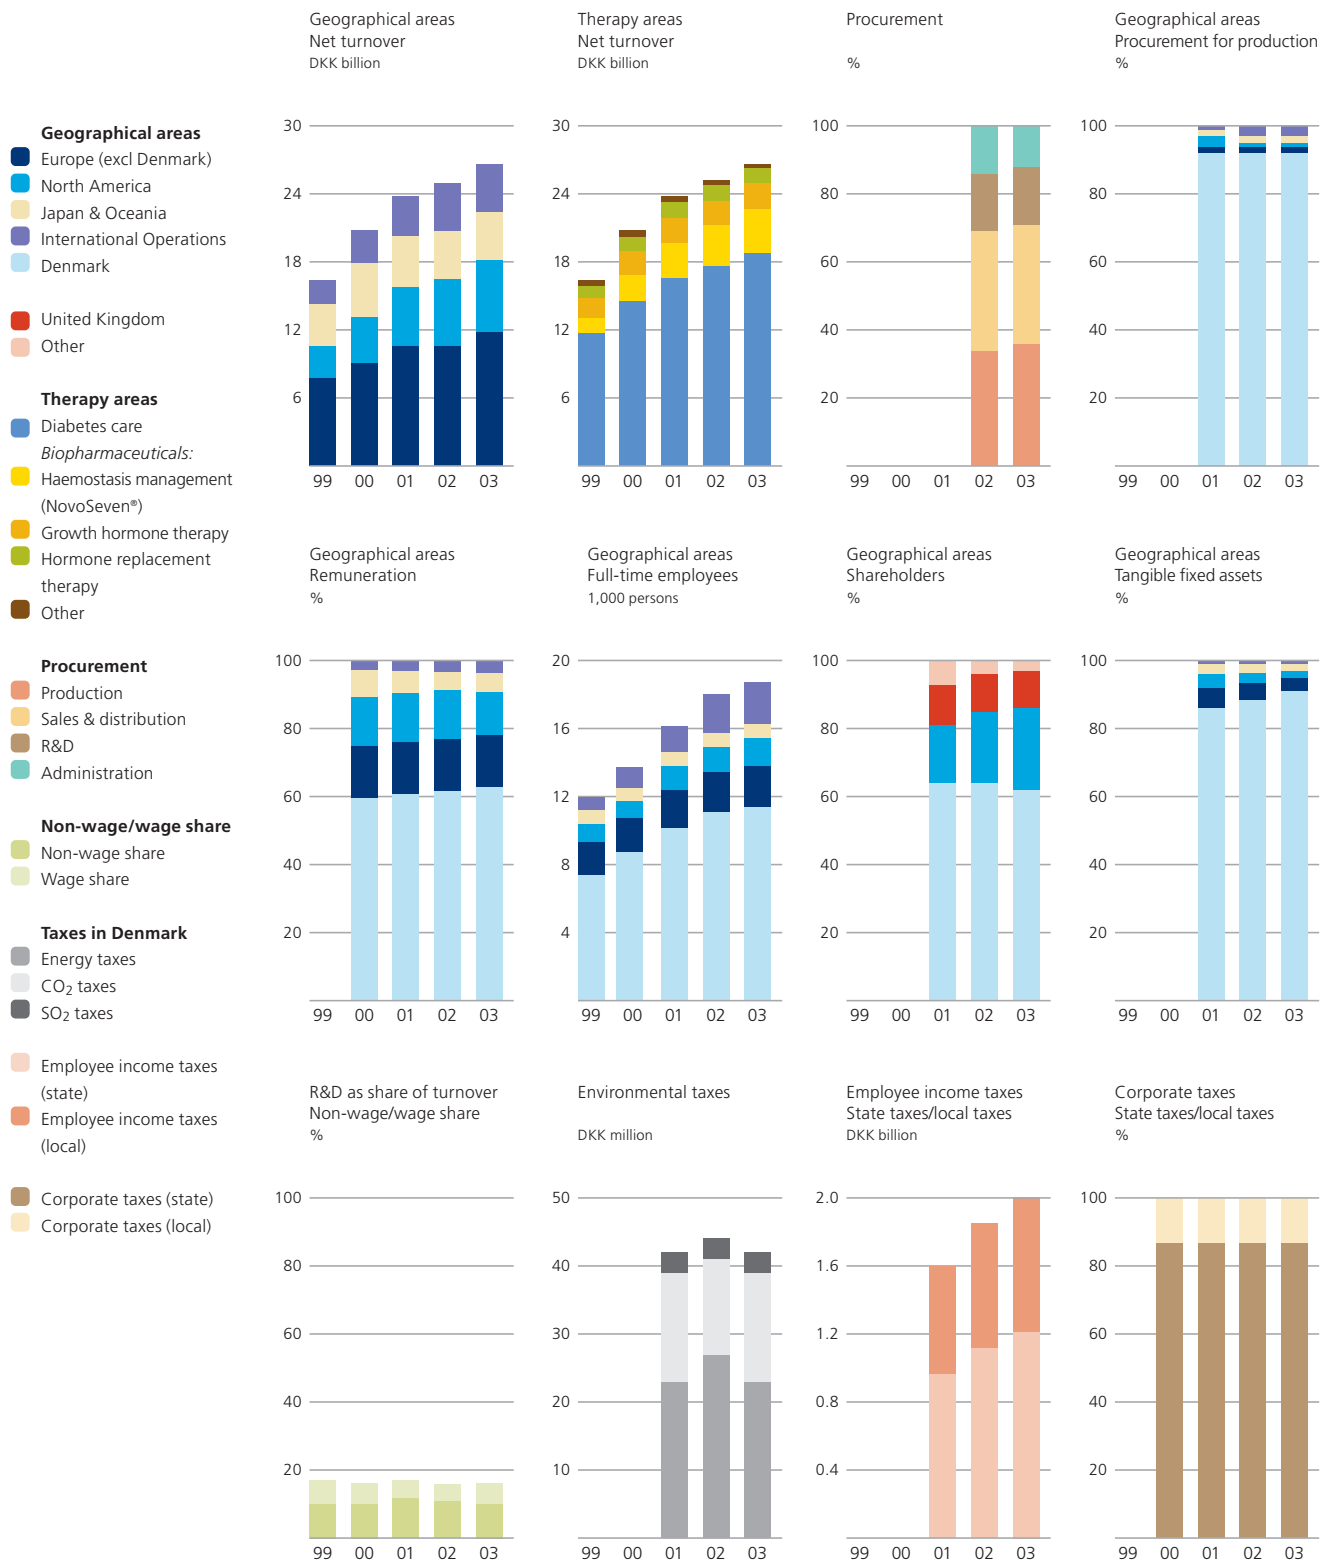 Geographical areas
Net turnover
DKK billion
Therapy areas
Net turnover
DKK billion
Procurement
%
Geographical areas
Procurement for production
%
Geographical areas
Europe (excl Denmark)
North America
Japan & Oceania
International Operations
Denmark
United Kingdom
Other
Therapy areas
Diabetes care
Biopharmaceuticals:
Haemostasis management
(NovoSeven®)
Growth hormone therapy
Hormone replacement
therapy
Other
Procurement
Production
Sales & distribution
R&D
Administration
Non-wage/wage share
Non-wage share
Wage share
Taxes in Denmark
Energy taxes
CO2 taxes
SO2 taxes
Employee income taxes
(state)
Employee income taxes
(local)
Corporate taxes (state)
Corporate taxes (local)
30
24
18
12
6
99 00 01 02 03
30
24
18
12
6
99 00 01 02 03
100
80
60
40
20
99 00 01 02 03
100
80
60
40
20
99 00 01 02 03
Geographical areas
Remuneration
%
100
80
60
40
20
99 00 01 02 03
Geographical areas
Full-time employees
1,000 persons
20
16
12
8
4
99 00 01 02 03
Geographical areas
Shareholders
%
100
80
60
40
20
99 00 01 02 03
Geographical areas
Tangible fixed assets
%
100
80
60
40
20
99 00 01 02 03
R&D as share of turnover
Non-wage/wage share
%
100
80
60
40
20
99 00 01 02 03
Environmental taxes
DKK million
50
40
30
20
10
99 00 01 02 03
Employee income taxes
State taxes/local taxes
DKK billion
2.0
1.6
1.2
0.8
0.4
99 00 01 02 03
Corporate taxes
State taxes/local taxes
%
100
80
60
40
20
99 00 01 02 03